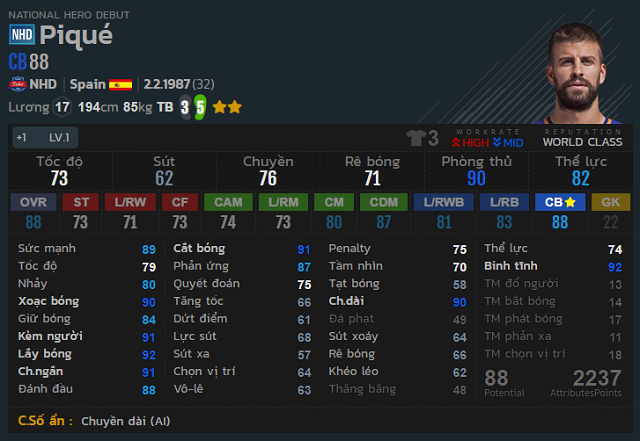 NATIONAL HERO DEBUT
NHD Piqué
CB 88
NHD Spain 2.2.1987 (32)
Lương 17 194cm 85kg TB 3 5
+1 LV.1
3
WORKRATE
HIGH MID
REPUTATION
WORLD CLASS
Tốc độ Sút Chuyền Rê bóng Phòng thủ Thể lực
73 62 76 71 90 82
OVR ST L/RW CF CAM L/RM CM CDM L/RWB L/RB CB GK
88 73 71 73 74 73 80 87 81 83 88 22
Sức mạnh 89 Cắt bóng 91 Penalty 75 Thể lực 74
Tốc độ 79 Phản ứng 87 Tầm nhìn 70 Bình tĩnh 92
Nhảy 80 Quyết đoán 75 Tạt bóng 58 TM đổ người 13
Xoạc bóng 90 Tăng tốc 66 Ch.dài 90 TM bắt bóng 14
Giữ bóng 84 Dứt điểm 61 Đá phạt 49 TM phát bóng 17
Kèm người 91 Lực sút 68 Sút xoáy 64 TM phản xạ 11
Lấy bóng 92 Sút xa 57 Rê bóng 66 TM chọn vị trí 18
Ch.ngắn 91 Chọn vị trí 64 Khéo léo 62
Đánh đầu 88 Vô-lê 63 Thăng bằng 48
88 2237
Potential AttributesPoints
C.Số ẩn : Chuyền dài (AI)